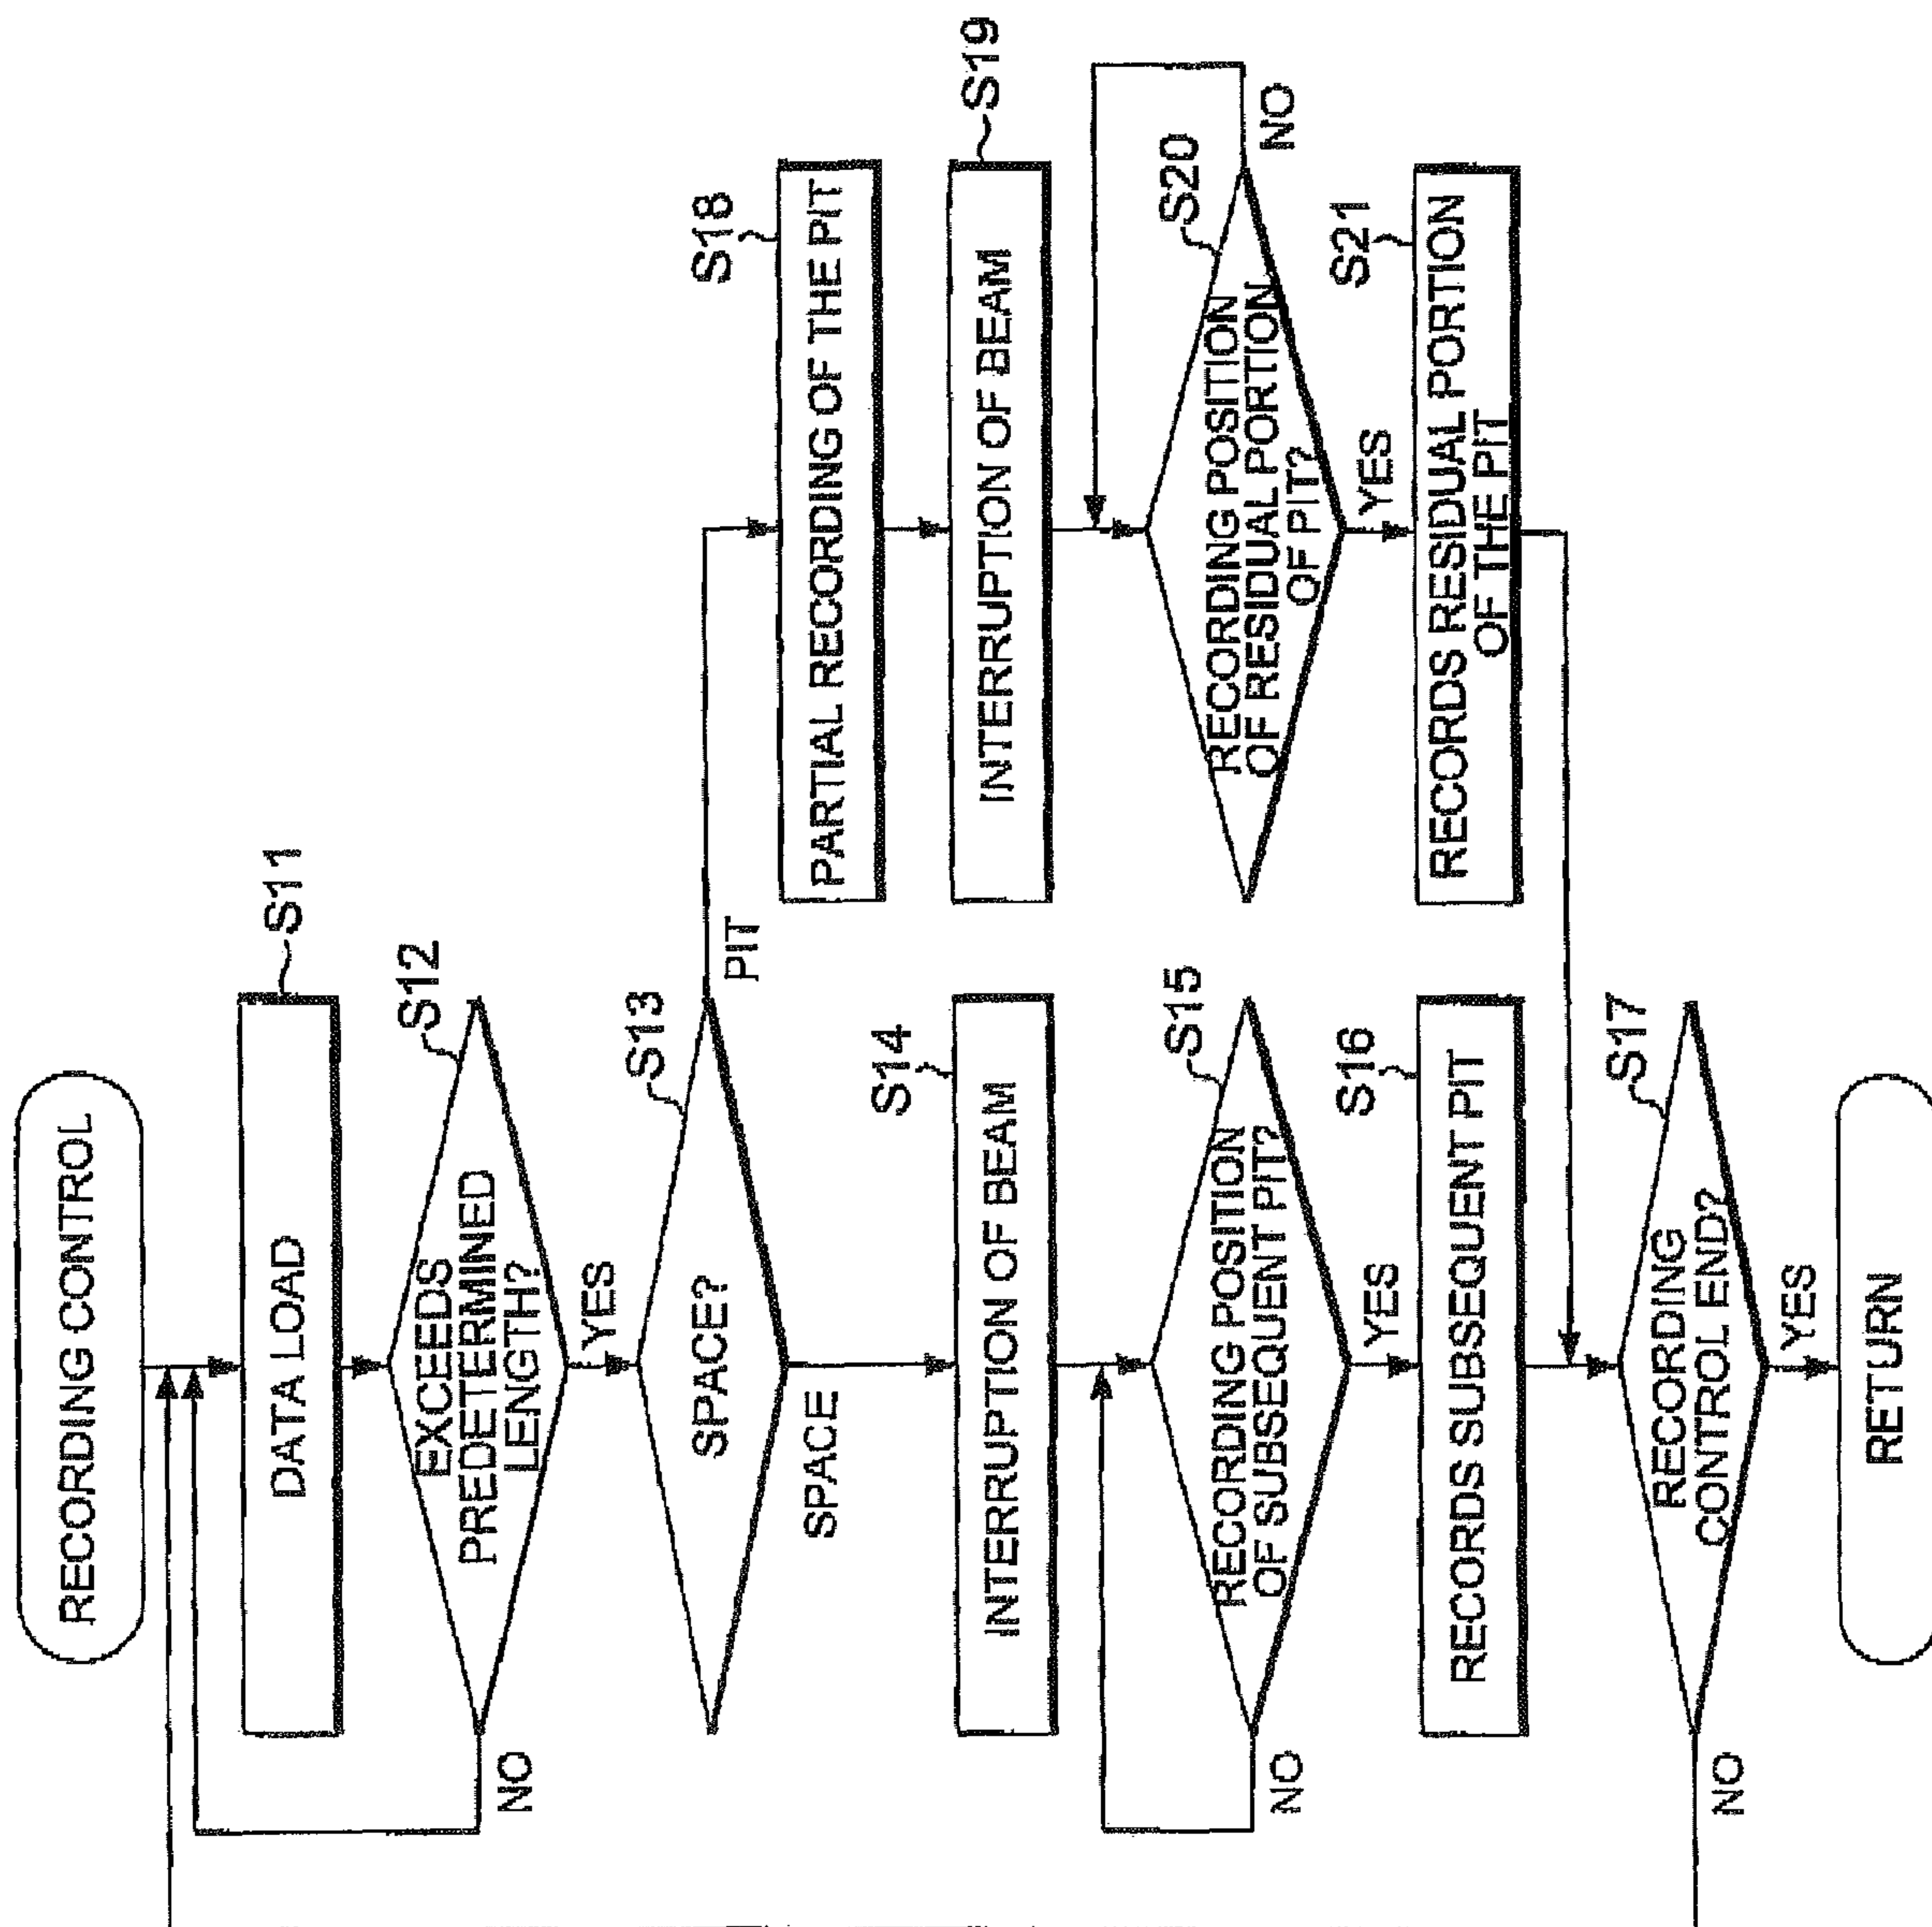 RECORDING CONTROL
S11
DATA LOAD
S12
EXCEEDS
PREDETERMINED
LENGTH?
NO
YES
S13
SPACE?
PIT
SPACE
S14
INTERRUPTION OF BEAM
S15
RECORDING POSITION
OF SUBSEQUENT PIT?
NO
YES
S16
RECORDS SUBSEQUENT PIT
S18
PARTIAL RECORDING OF THE PIT
S19
INTERRUPTION OF BEAM
S20
RECORDING POSITION
OF RESIDUAL PORTION
OF PIT?
NO
YES
S21
RECORDS RESIDUAL PORTION
OF THE PIT
S17
RECORDING
CONTROL END?
NO
YES
RETURN